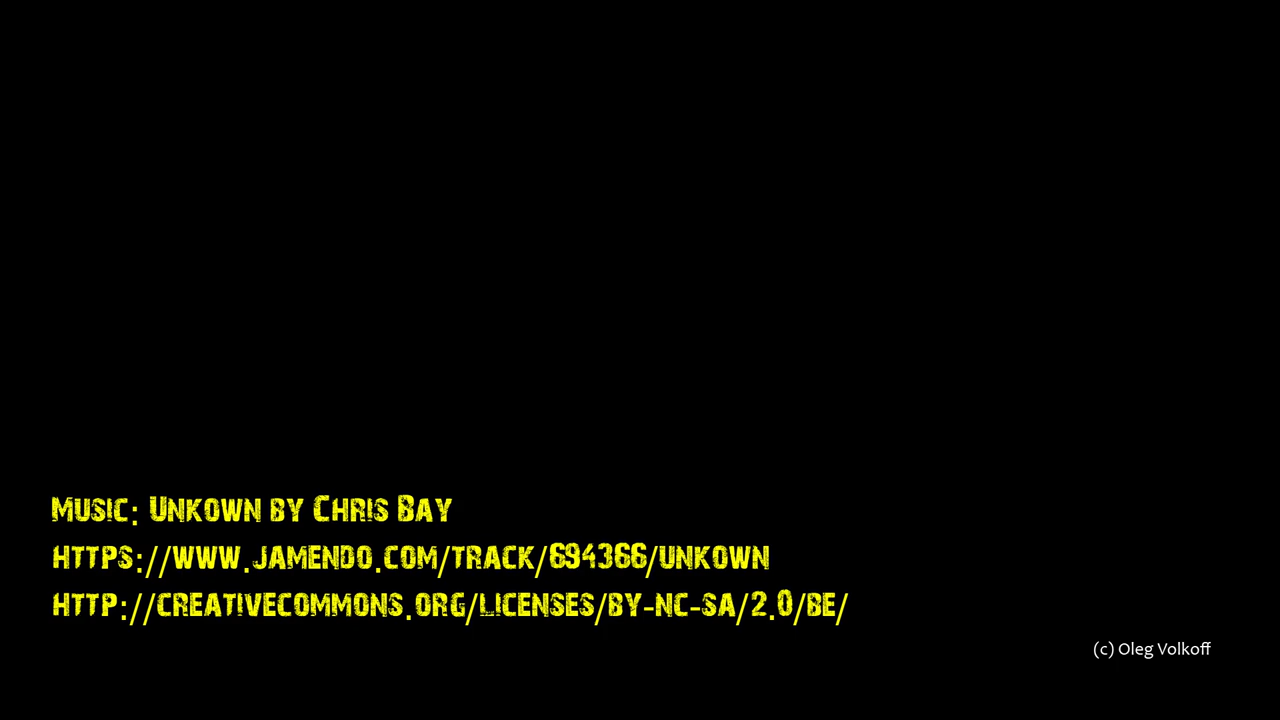 Music: Unkown by Chris Bay
https://www.jamendo.com/track/694366/unkown
http://creativecommons.org/licenses/by-nc-sa/2.0/be/
(c) Oleg Volkoff